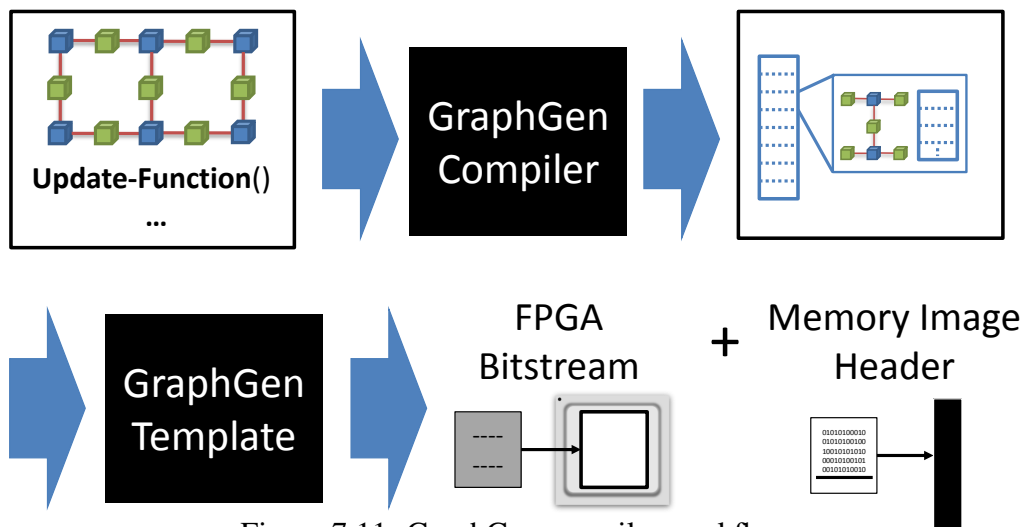 Update-Function()
...
GraphGen
Compiler
GraphGen
Template
FPGA
Bitstream
+
Memory Image
Header
01010100010
01010100100
10010101010
00010100101
00101010010